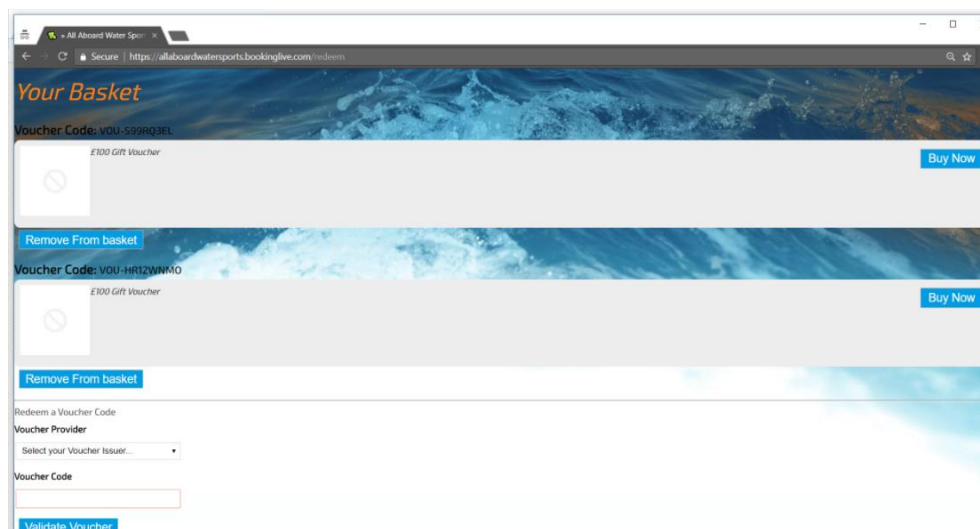 » All Aboard Water Spor
Secure | https://allaboardwatersports.bookinglive.com/redeem
Your Basket
Voucher Code: VOU-S99RQ3EL
£100 Gift Voucher
Buy Now
Remove From basket
Voucher Code: VOU-HR12WNMO
£100 Gift Voucher
Buy Now
Remove From basket
Redeem a Voucher Code
Voucher Provider
Select your Voucher Issuer...
Voucher Code
Validate Voucher